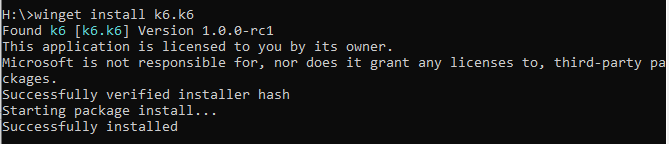 H:\>winget install k6.k6
Found k6 [k6.k6] Version 1.0.0-rc1
This application is licensed to you by its owner.
Microsoft is not responsible for, nor does it grant any licenses to, third-party pa
ckages.
Successfully verified installer hash
Starting package install...
Successfully installed